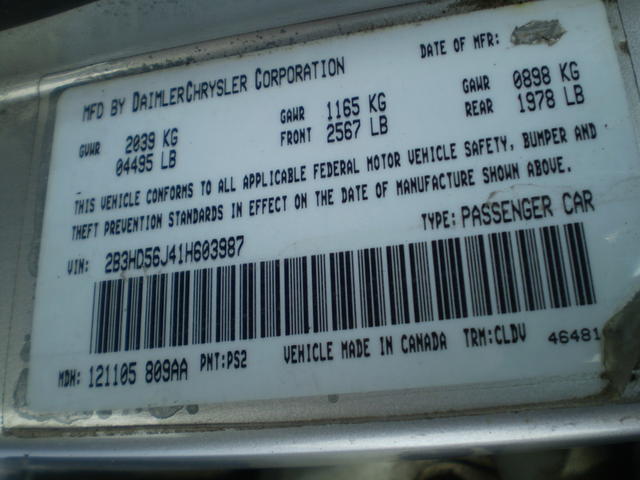 MFD BY DAIMLERCHRYSLER CORPORATION DATE OF MFR:
GVWR 2039 KG GAWR 1165 KG GAWR 0898 KG
04495 LB FRONT 2567 LB REAR 1978 LB
THIS VEHICLE CONFORMS TO ALL APPLICABLE FEDERAL MOTOR VEHICLE SAFETY, BUMPER AND
THEFT PREVENTION STANDARDS IN EFFECT ON THE DATE OF MANUFACTURE SHOWN ABOVE.
VIN: 2B3HD56J41H603987 TYPE: PASSENGER CAR
MDH: 121105 809AA PNT:PS2 VEHICLE MADE IN CANADA TRM:CLDV 46481